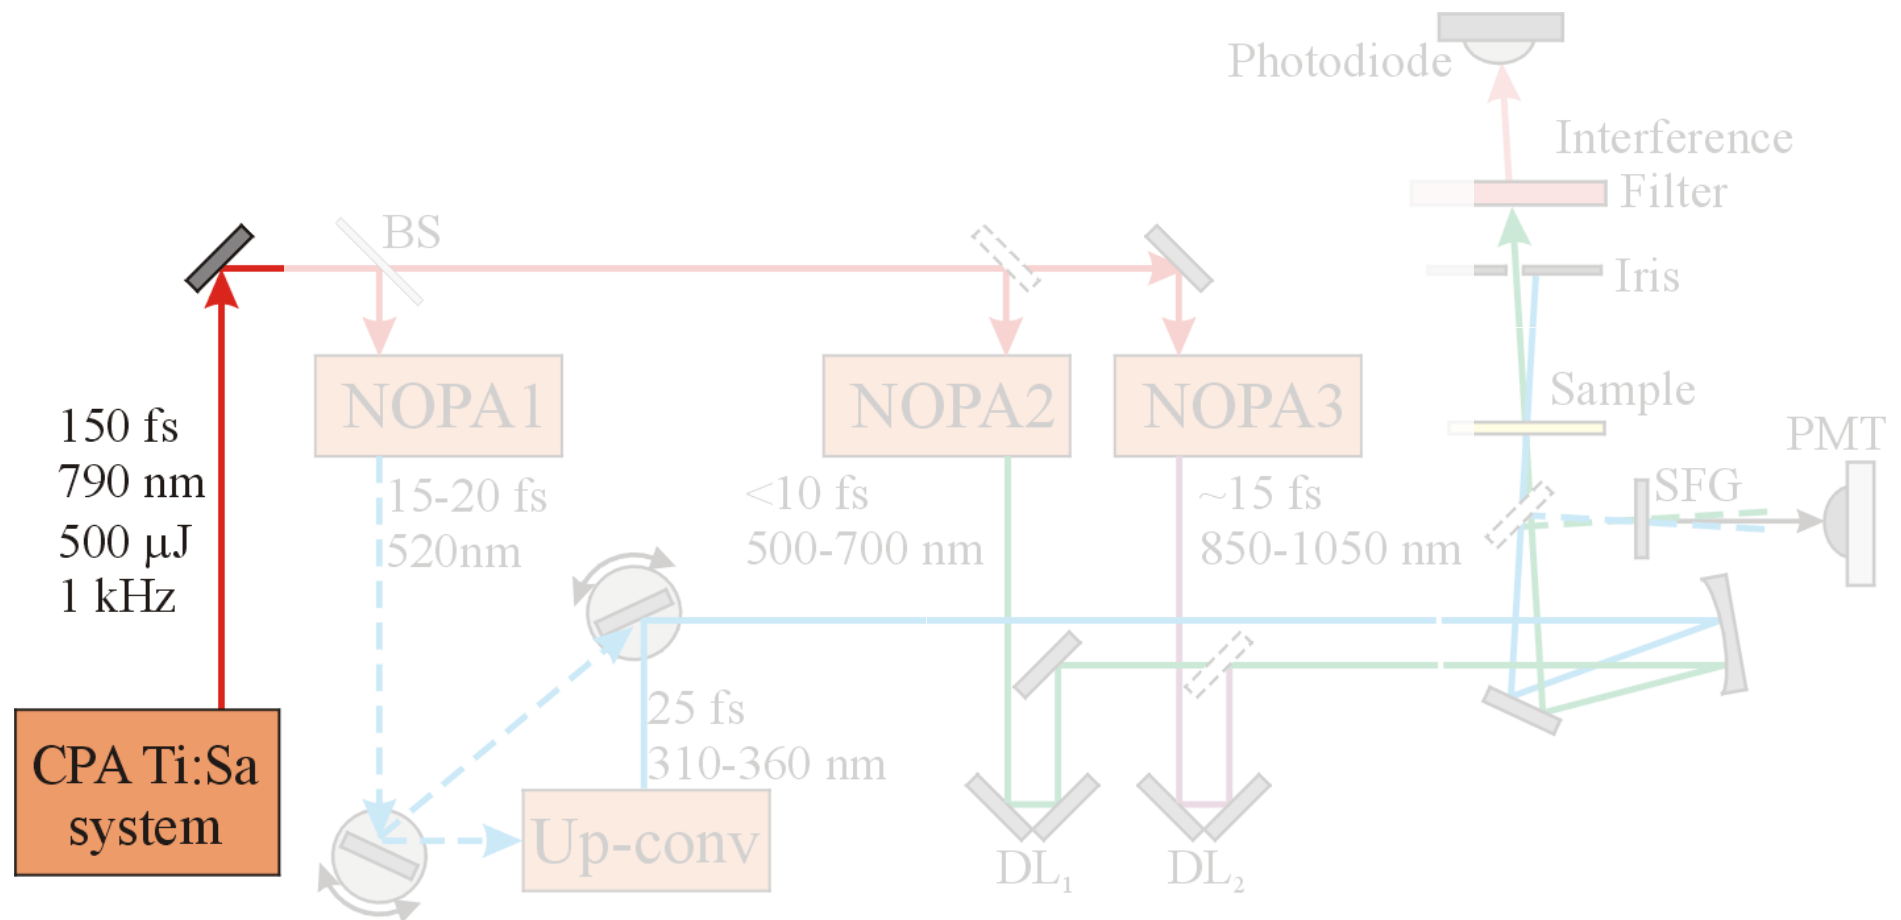 Photodiode
Interference
Filter
BS
Iris
NOPA1
NOPA2
NOPA3
Sample
PMT
150 fs
790 nm
500 μJ
1 kHz
15-20 fs
520nm
<10 fs
500-700 nm
~15 fs
850-1050 nm
SFG
25 fs
310-360 nm
CPA Ti:Sa
system
Up-conv
DL₁
DL₂